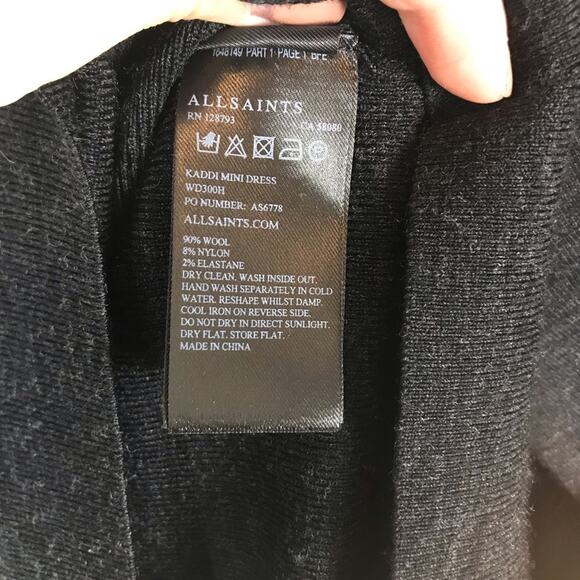 1648149 PART 1 PAGE 1 BPE
ALLSAINTS
RN 128793 CA 58080
KADDI MINI DRESS
WD300H
PO NUMBER: AS6778
ALLSAINTS.COM
90% WOOL
8% NYLON
2% ELASTANE
DRY CLEAN. WASH INSIDE OUT.
HAND WASH SEPARATELY IN COLD
WATER. RESHAPE WHILST DAMP.
COOL IRON ON REVERSE SIDE.
DO NOT DRY IN DIRECT SUNLIGHT.
DRY FLAT. STORE FLAT.
MADE IN CHINA